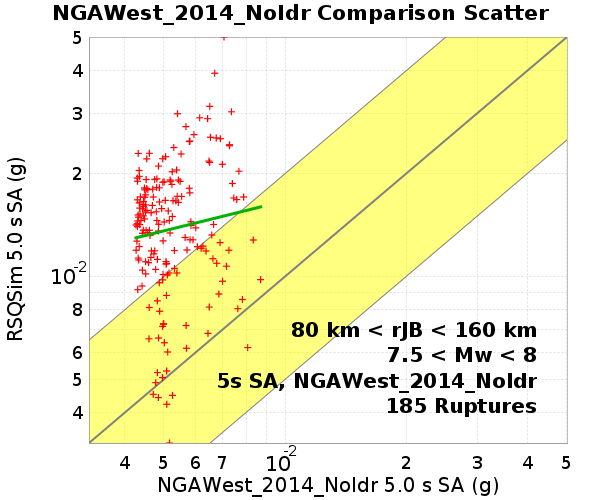 NGAWest_2014_NoIdr Comparison Scatter
5
4
3
2
10^-2
8
6
5
4
RSQSim 5.0 s SA (g)
80 km < rJB < 160 km
7.5 < Mw < 8
5s SA, NGAWest_2014_NoIdr
185 Ruptures
4 5 6 7 10^-2 2 3 4 5
NGAWest_2014_NoIdr 5.0 s SA (g)